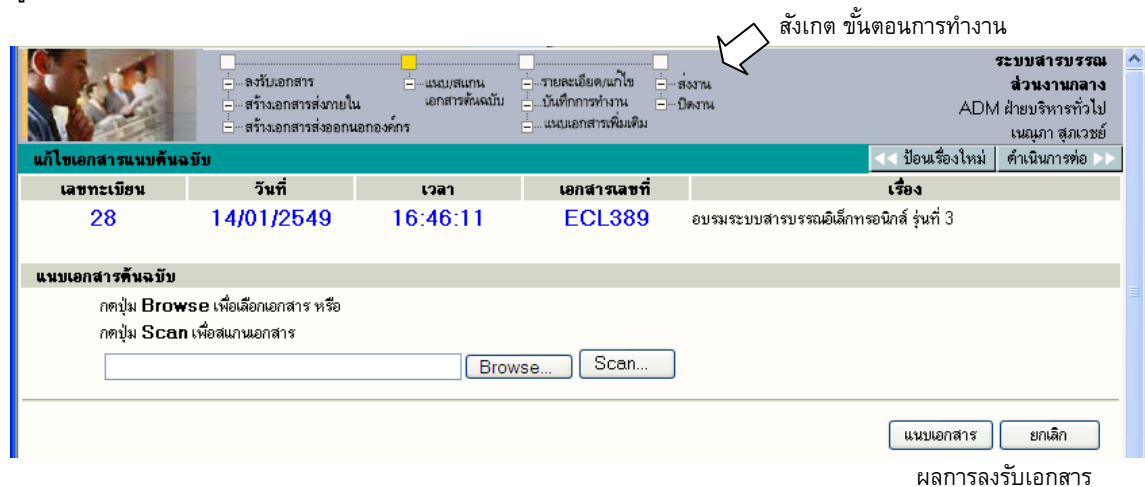 สังเกต ขั้นตอนการทำงาน
ระบบสารบรรณ
ลงรับเอกสาร
แนบ/สแกน
รายละเอียด/แก้ไข
ส่งงาน
ส่วนงานกลาง
สร้างเอกสารส่งภายใน
เอกสารต้นฉบับ
บันทึกการทำงาน
ปิดงาน
ADM ฝ่ายบริหารทั่วไป
สร้างเอกสารส่งออกนอกองค์กร
แนบเอกสารเพิ่มเติม
เนณุภา สุภเวชย์
แก้ไขเอกสารแนบต้นฉบับ
<< ป้อนเรื่องใหม่ ดำเนินการต่อ >>
เลขทะเบียน วันที่ เวลา เอกสารเลขที่ เรื่อง
28 14/01/2549 16:46:11 ECL389 อบรมระบบสารบรรณอิเล็กทรอนิกส์ รุ่นที่ 3
แนบเอกสารต้นฉบับ
กดปุ่ม Browse เพื่อเลือกเอกสาร หรือ
กดปุ่ม Scan เพื่อสแกนเอกสาร
Browse... Scan...
แนบเอกสาร ยกเลิก
ผลการลงรับเอกสาร